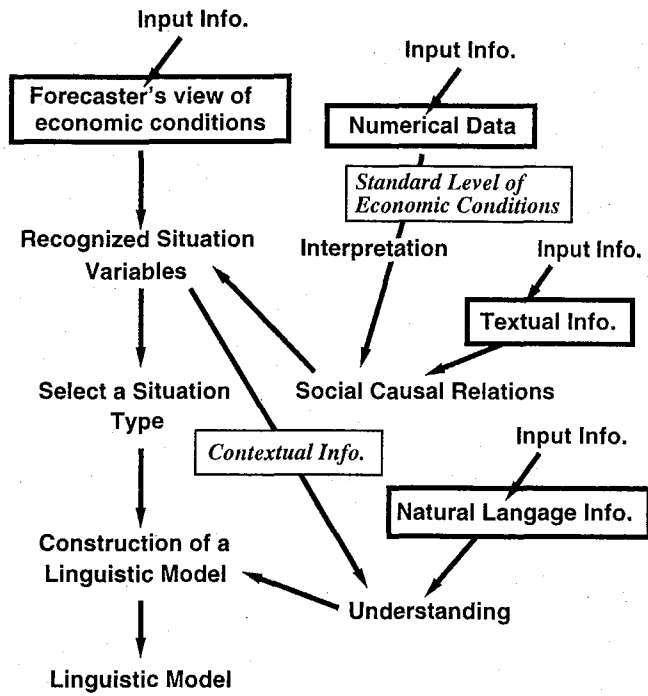 Input Info.
Forecaster's view of
economic conditions
Input Info.
Numerical Data
Standard Level of
Economic Conditions
Recognized Situation
Variables
Interpretation
Input Info.
Textual Info.
Select a Situation
Type
Social Causal Relations
Contextual Info.
Input Info.
Natural Langage Info.
Construction of a
Linguistic Model
Understanding
Linguistic Model